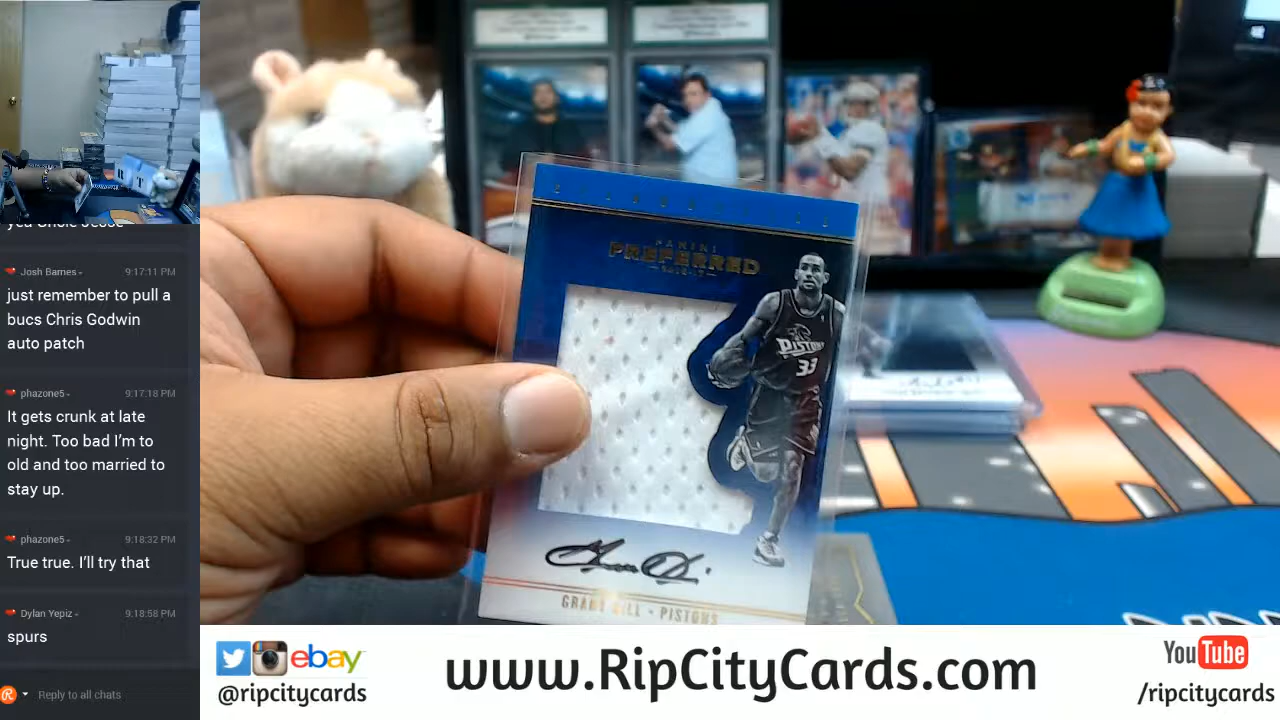 Josh Barnes
9:17:11 PM
just remember to pull a
bucs Chris Godwin
auto patch
phazone5
9:17:18 PM
It gets crunk at late
night. Too bad I'm to
old and too married to
stay up.
phazone5
9:18:32 PM
True true. I'll try that
Dylan Yepiz
9:18:58 PM
spurs
Reply to all chats
PANINI
PREFERRED
2016-17
PISTONS
33
GRANT HILL • PISTONS
ebay
@ripcitycards
www.RipCityCards.com
YouTube
/ripcitycards